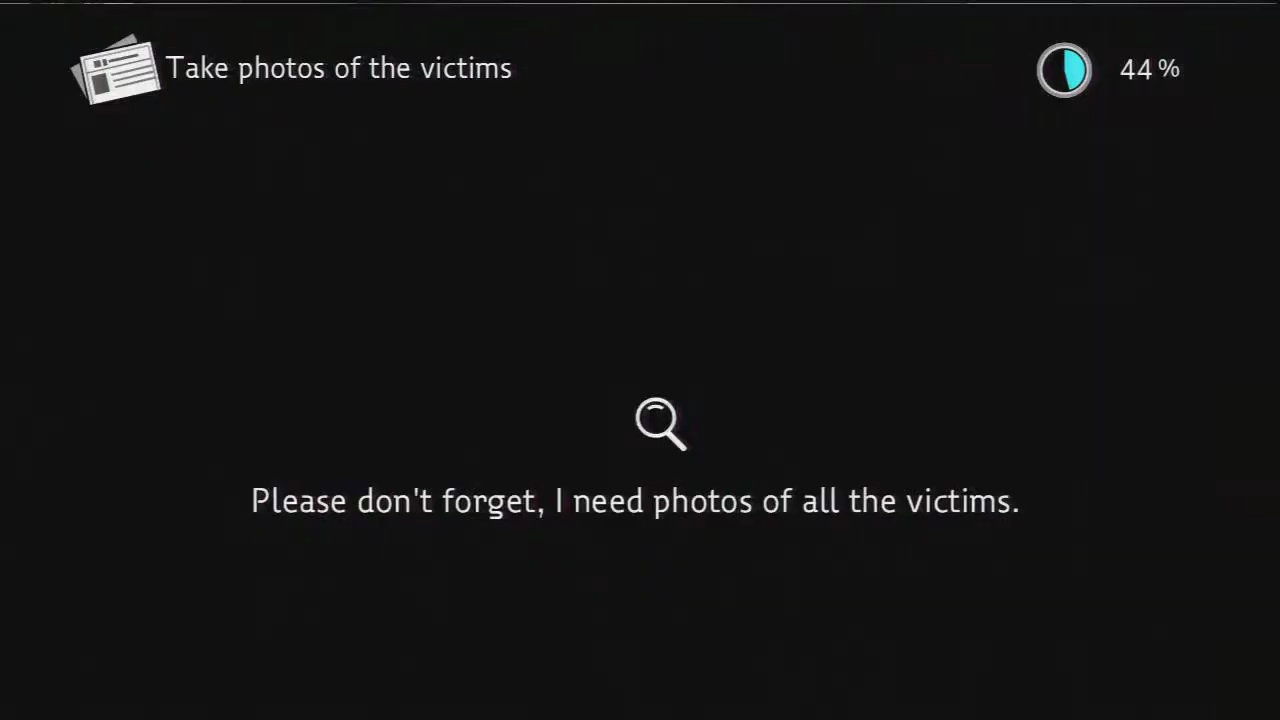 Take photos of the victims
44%
Please don't forget, I need photos of all the victims.